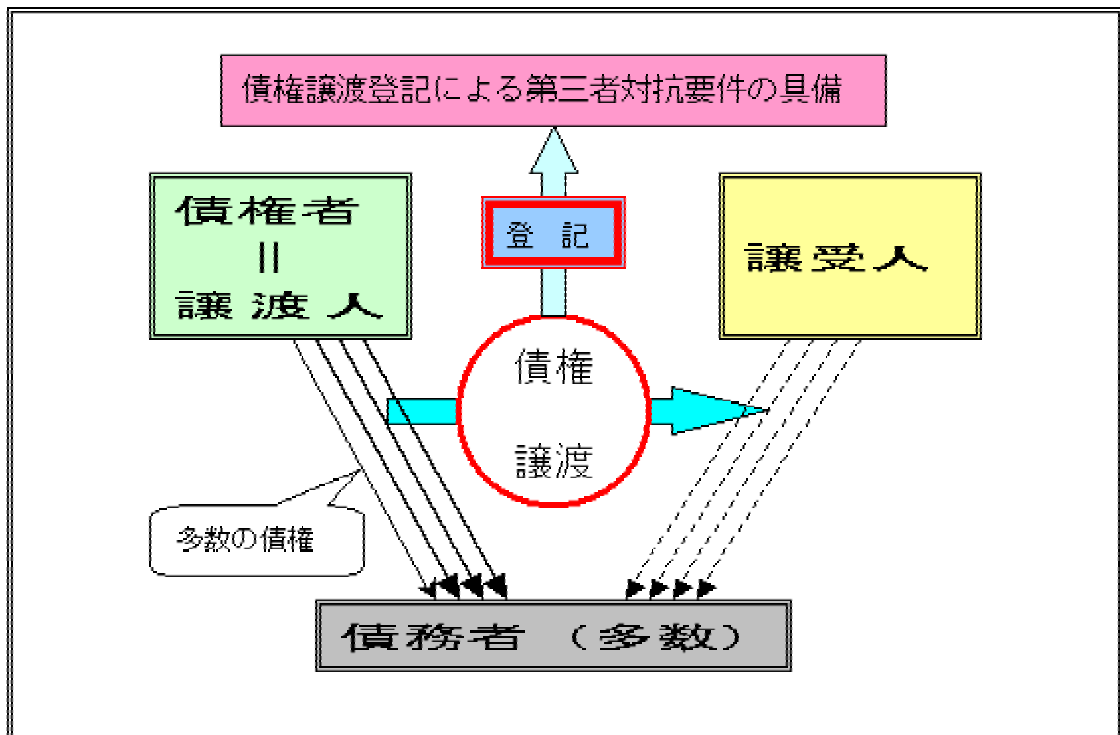 債権譲渡登記による第三者対抗要件の具備
債権者
＝
譲渡人
登 記
譲受人
債権
譲渡
多数の債権
債務者（多数）